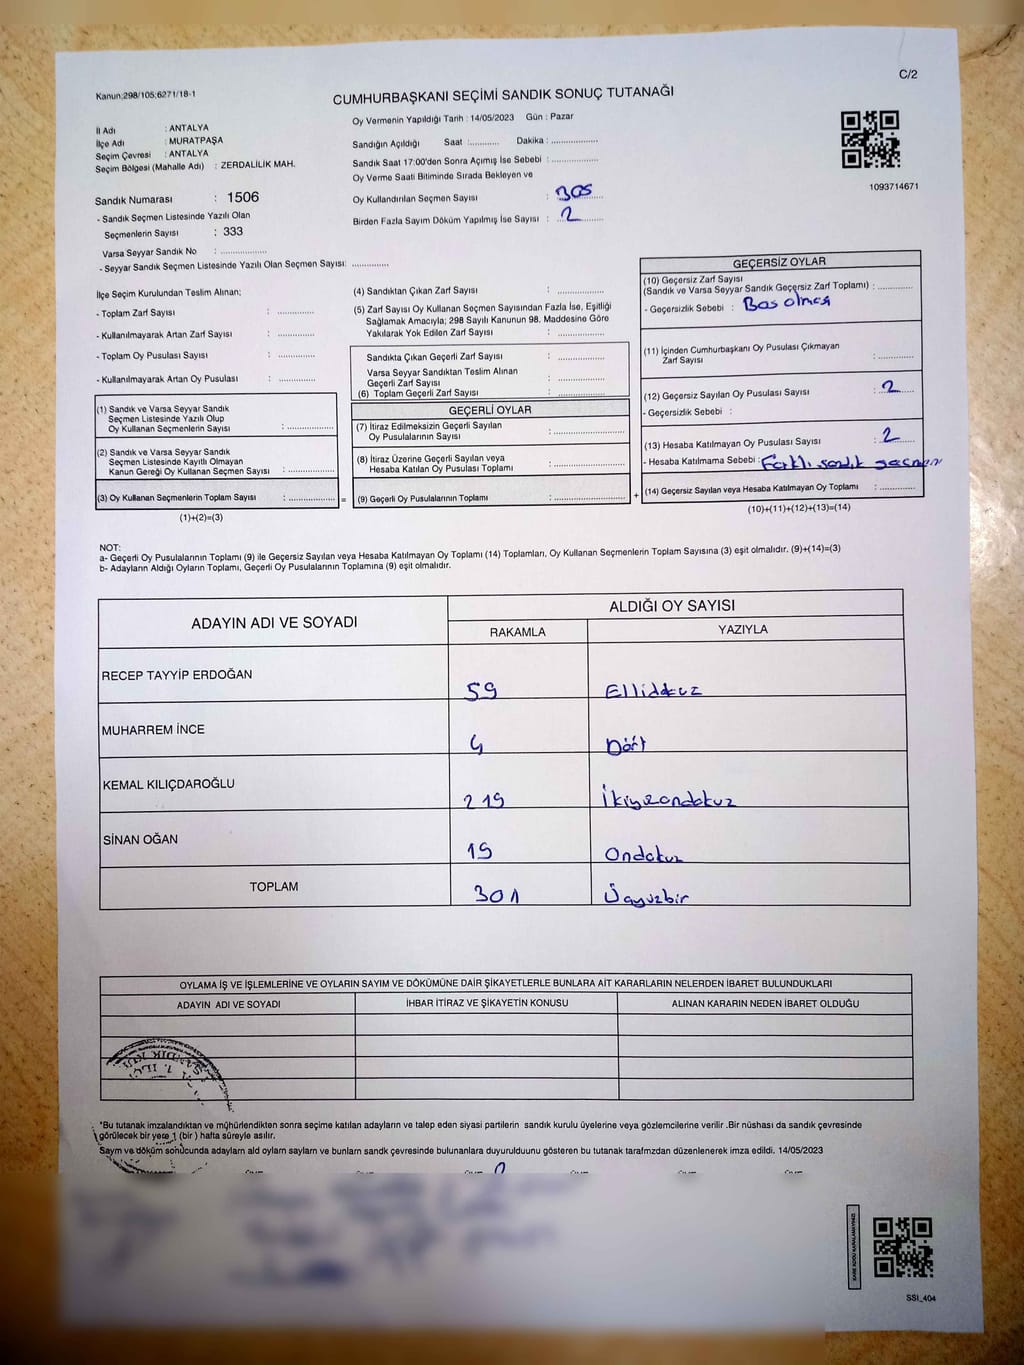 C/2
Kanun:298/105;6271/18-1
CUMHURBAŞKANI SEÇİMİ SANDIK SONUÇ TUTANAĞI
İl Adı : ANTALYA
İlçe Adı : MURATPAŞA
Seçim Çevresi : ANTALYA
Seçim Bölgesi (Mahalle Adı) : ZERDALİLİK MAH.
Sandık Numarası : 1506
- Sandık Seçmen Listesinde Yazılı Olan
Seçmenlerin Sayısı : 333
Varsa Seyyar Sandık No : ................
- Seyyar Sandık Seçmen Listesinde Yazılı Olan Seçmen Sayısı: .............
Oy Vermenin Yapıldığı Tarih : 14/05/2023 Gün : Pazar
Sandığın Açıldığı Saat :.......... Dakika : ................
Sandık Saat 17:00'den Sonra Açımış İse Sebebi : ................
Oy Verme Saati Bitiminde Sırada Bekleyen ve
Oy Kullandırılan Seçmen Sayısı : 305
Birden Fazla Sayım Döküm Yapılmış İse Sayısı : 2
1093714671
İlçe Seçim Kurulundan Teslim Alınan;
- Toplam Zarf Sayısı : .............
- Kullanılmayarak Artan Zarf Sayısı : .............
- Toplam Oy Pusulası Sayısı : .............
- Kullanılmayarak Artan Oy Pusulası : .............
(1) Sandık ve Varsa Seyyar Sandık
Seçmen Listesinde Yazılı Olup
Oy Kullanan Seçmenlerin Sayısı : ................
(2) Sandık ve Varsa Seyyar Sandık
Seçmen Listesinde Kayıtlı Olmayan
Kanun Gereği Oy Kullanan Seçmen Sayısı : ................
(3) Oy Kullanan Seçmenlerin Toplam Sayısı : ................ =
(1)+(2)=(3)
(4) Sandıktan Çıkan Zarf Sayısı : ................
(5) Zarf Sayısı Oy Kullanan Seçmen Sayısından Fazla İse, Eşitliği
Sağlamak Amacıyla; 298 Sayılı Kanunun 98. Maddesine Göre
Yakılarak Yok Edilen Zarf Sayısı : ................
Sandıkta Çıkan Geçerli Zarf Sayısı : ................
Varsa Seyyar Sandıktan Teslim Alınan
Geçerli Zarf Sayısı : ................
(6) Toplam Geçerli Zarf Sayısı : ................
GEÇERLİ OYLAR
(7) İtiraz Edilmeksizin Geçerli Sayılan
Oy Pusulalarının Sayısı : ................
(8) İtiraz Üzerine Geçerli Sayılan veya
Hesaba Katılan Oy Pusulası Toplamı : ................
(9) Geçerli Oy Pusulalarının Toplamı : ................ +
GEÇERSİZ OYLAR
(10) Geçersiz Zarf Sayısı
(Sandık ve Varsa Seyyar Sandık Geçersiz Zarf Toplamı) : ............
- Geçersizlik Sebebi : Bos olması
(11) İçinden Cumhurbaşkanı Oy Pusulası Çıkmayan
Zarf Sayısı : ............
(12) Geçersiz Sayılan Oy Pusulası Sayısı : 2
- Geçersizlik Sebebi :
(13) Hesaba Katılmayan Oy Pusulası Sayısı : 2
- Hesaba Katılmama Sebebi : Farklı sandık seçmen
(14) Geçersiz Sayılan veya Hesaba Katılmayan Oy Toplamı : ............
(10)+(11)+(12)+(13)=(14)
NOT:
a- Geçerli Oy Pusulalarının Toplamı (9) ile Geçersiz Sayılan veya Hesaba Katılmayan Oy Toplamı (14) Toplamları, Oy Kullanan Seçmenlerin Toplam Sayısına (3) eşit olmalıdır. (9)+(14)=(3)
b- Adayların Aldığı Oyların Toplamı, Geçerli Oy Pusulalarının Toplamına (9) eşit olmalıdır.
ADAYIN ADI VE SOYADI
ALDIĞI OY SAYISI
RAKAMLA YAZIYLA
RECEP TAYYİP ERDOĞAN 59 Ellidokuz
MUHARREM İNCE 4 Dört
KEMAL KILIÇDAROĞLU 219 İkiyüzondokuz
SİNAN OĞAN 19 Ondokuz
TOPLAM 301 Üçyüzbir
OYLAMA İŞ VE İŞLEMLERİNE VE OYLARIN SAYIM VE DÖKÜMÜNE DAİR ŞİKAYETLERLE BUNLARA AİT KARARLARIN NELERDEN İBARET BULUNDUKLARI
ADAYIN ADI VE SOYADI İHBAR İTİRAZ VE ŞİKAYETİN KONUSU ALINAN KARARIN NEDEN İBARET OLDUĞU
*Bu tutanak imzalandıktan ve mühürlendikten sonra seçime katılan adayların ve talep eden siyasi partilerin sandık kurulu üyelerine veya gözlemcilerine verilir .Bir nüshası da sandık çevresinde
görülecek bir yere 1 (bir ) hafta süreyle asılır.
Saym ve döküm sonucunda adaylarn ald oylarn saylarn ve bunlarn sandk çevresinde bulunanlara duyurulduunu gösteren bu tutanak tarafmzdan düzenlenerek imza edildi. 14/05/2023
SSİ_404